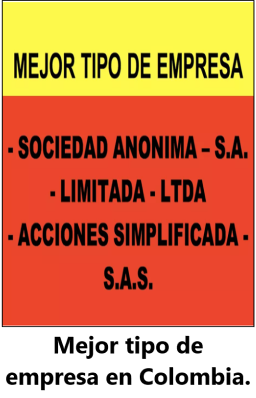 MEJOR TIPO DE EMPRESA
- SOCIEDAD ANONIMA – S.A.
- LIMITADA - LTDA
- ACCIONES SIMPLIFICADA -
S.A.S.
Mejor tipo de
empresa en Colombia.